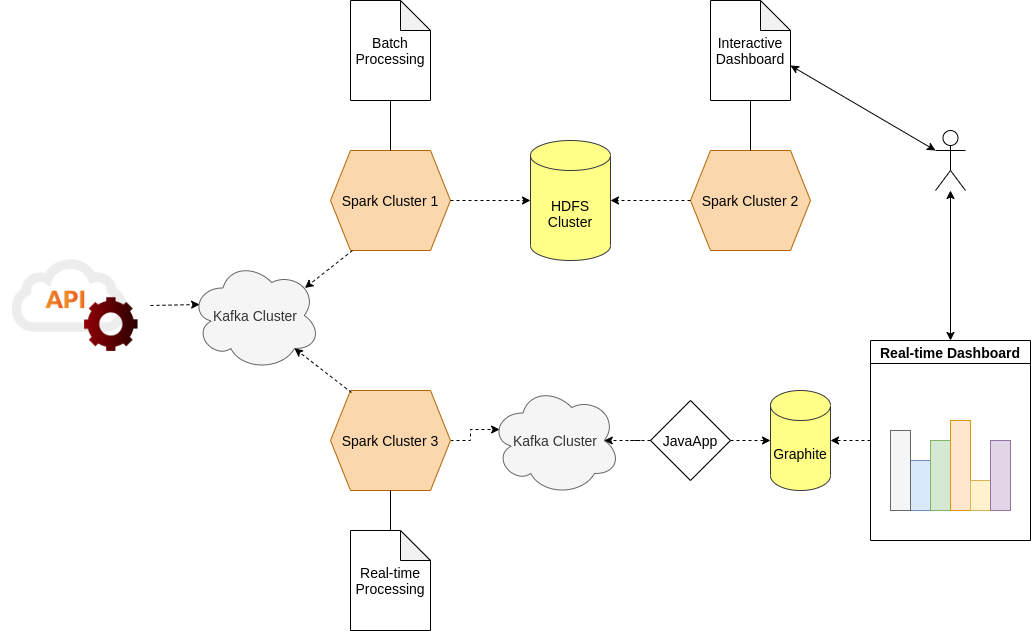 Batch
Processing
Interactive
Dashboard
Spark Cluster 1
HDFS
Cluster
Spark Cluster 2
API
Kafka Cluster
Real-time Dashboard
Spark Cluster 3
Kafka Cluster
JavaApp
Graphite
Real-time
Processing